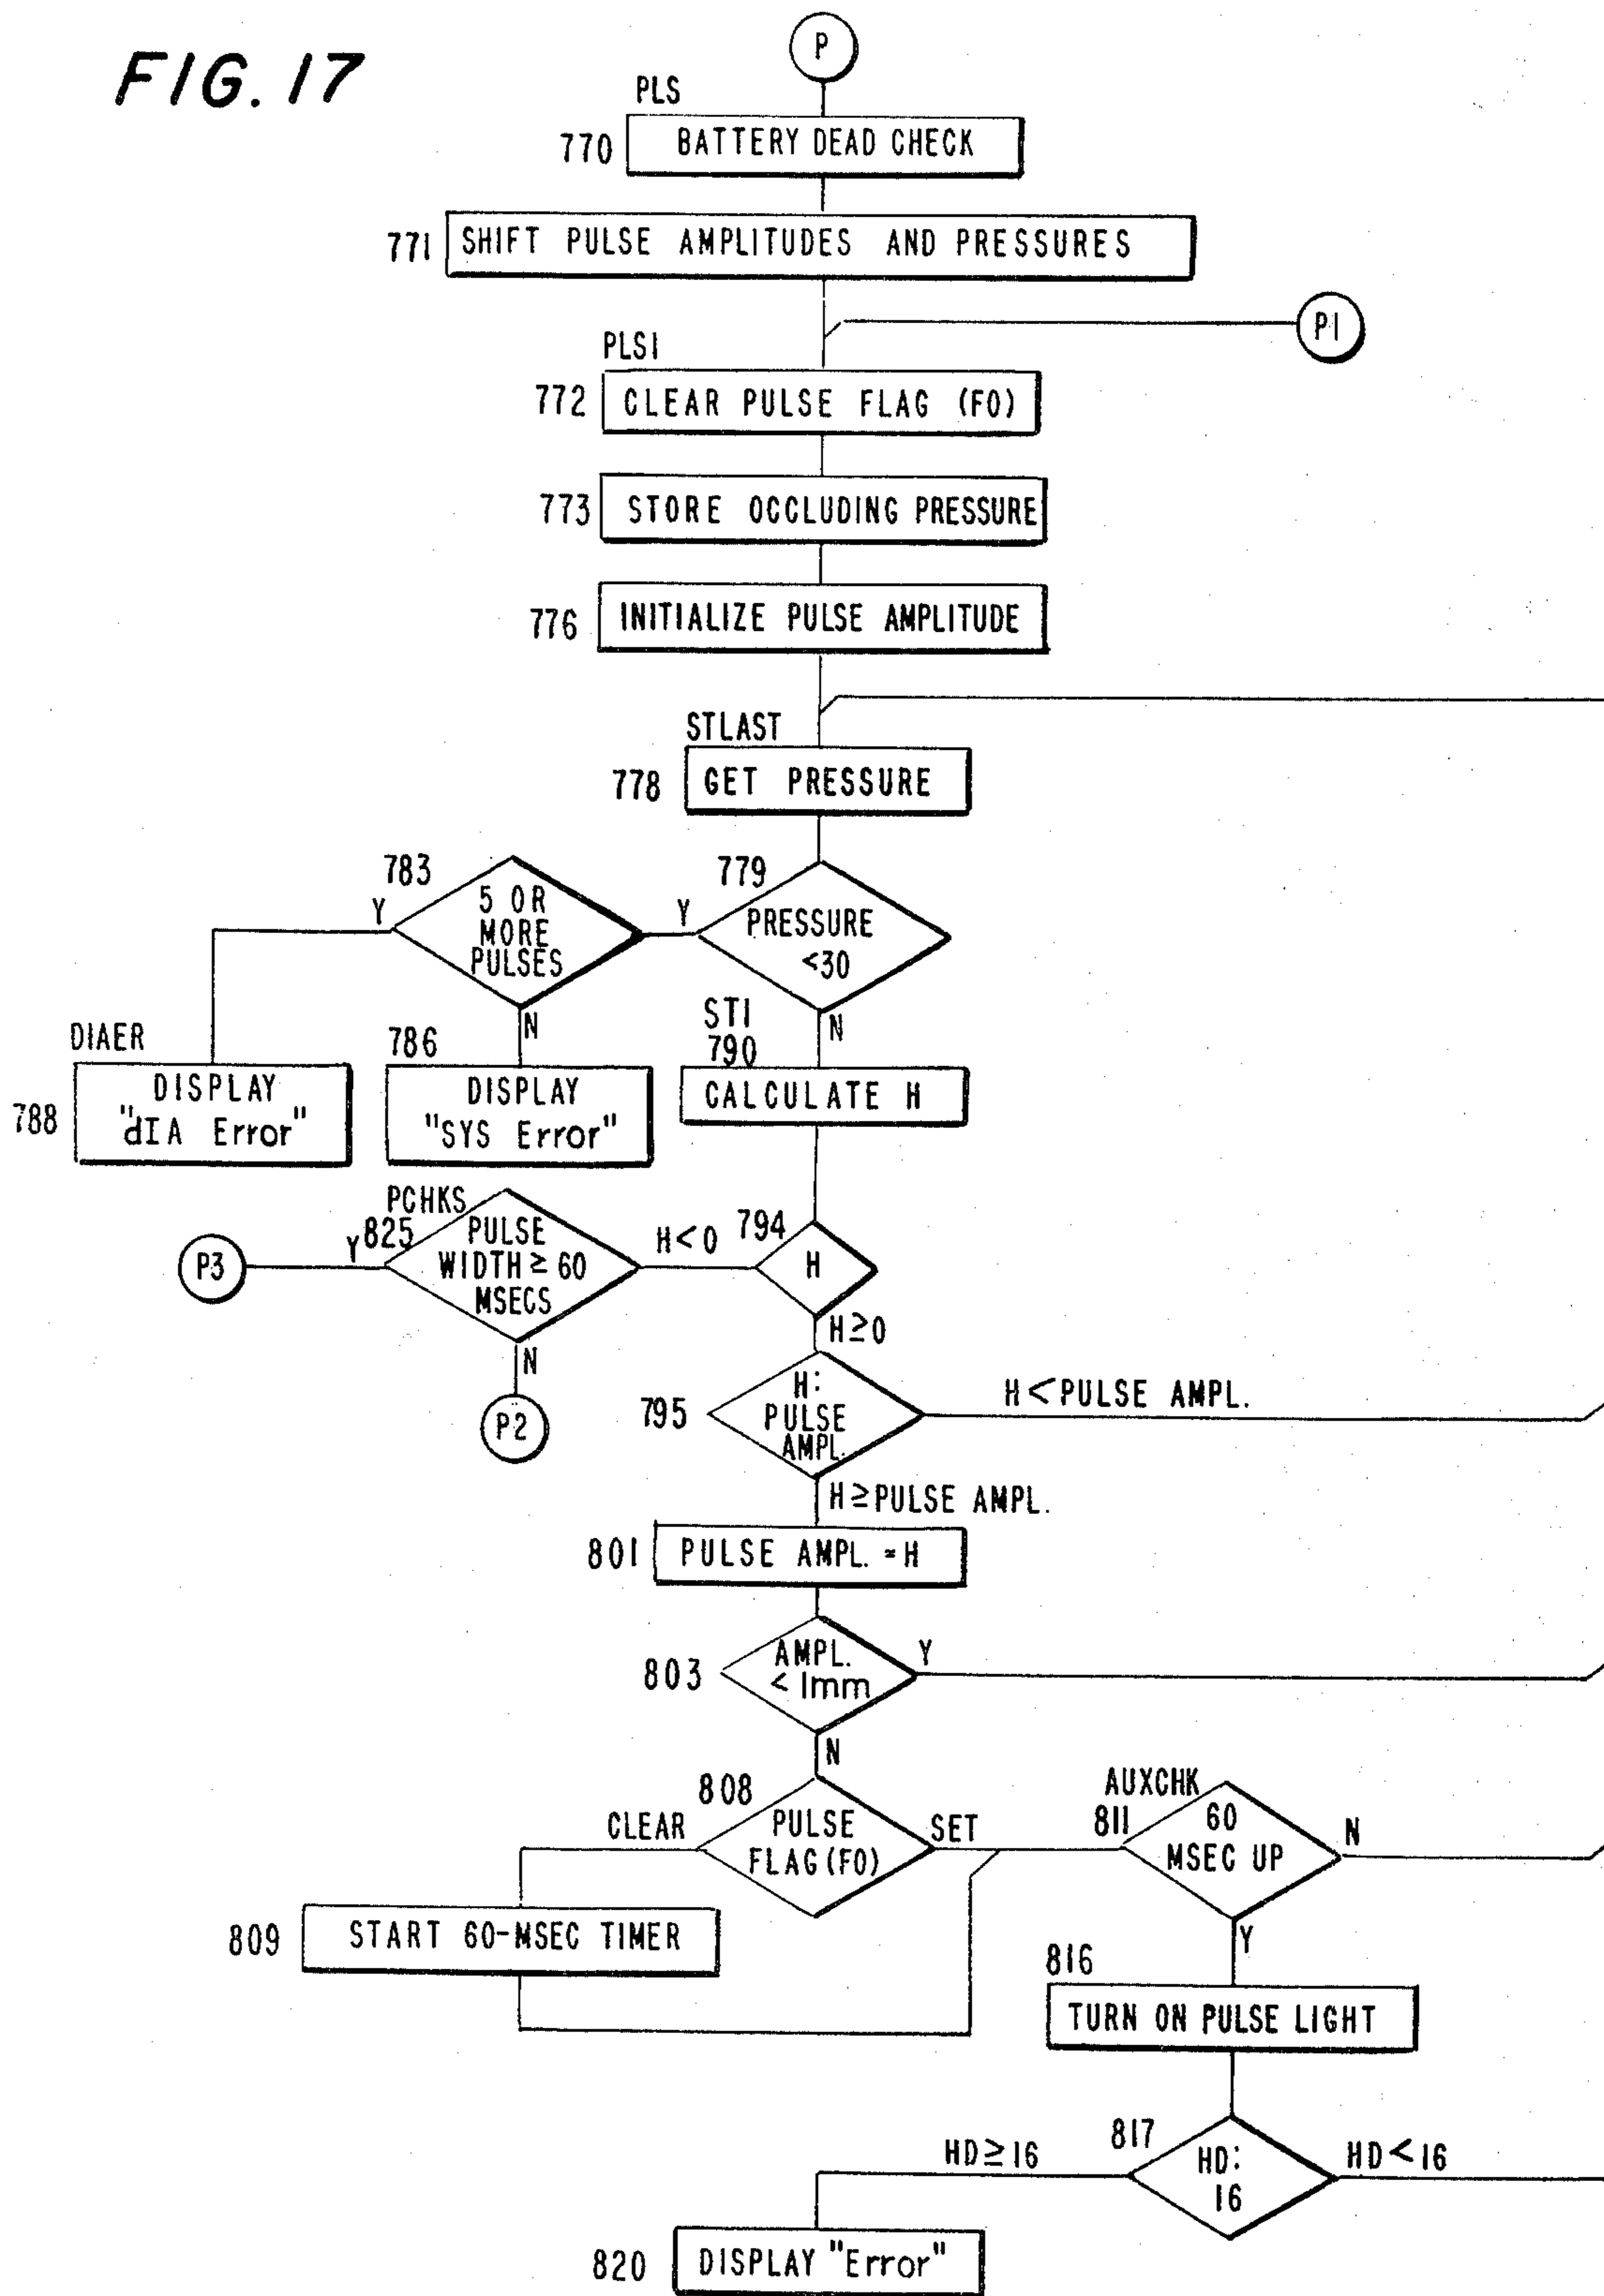 FIG. 17
P
PLS
770
BATTERY DEAD CHECK
771
SHIFT PULSE AMPLITUDES AND PRESSURES
P1
PLS1
772
CLEAR PULSE FLAG (F0)
773
STORE OCCLUDING PRESSURE
776
INITIALIZE PULSE AMPLITUDE
STLAST
778
GET PRESSURE
783
5 OR
MORE
PULSES
Y
N
779
PRESSURE
<30
Y
N
DIAER
788
DISPLAY
"dIA Error"
786
DISPLAY
"SYS Error"
ST1
790
CALCULATE H
PCHKS
825
PULSE
WIDTH ≥ 60
MSECS
Y
P3
N
P2
H<0
794
H
H≥0
795
H:
PULSE
AMPL.
H<PULSE AMPL.
H≥PULSE AMPL.
801
PULSE AMPL. = H
803
AMPL.
< 1mm
Y
N
808
PULSE
FLAG (F0)
CLEAR
SET
809
START 60-MSEC TIMER
AUXCHK
811
60
MSEC UP
N
Y
816
TURN ON PULSE LIGHT
817
HD:
16
HD≥16
HD<16
820
DISPLAY "Error"